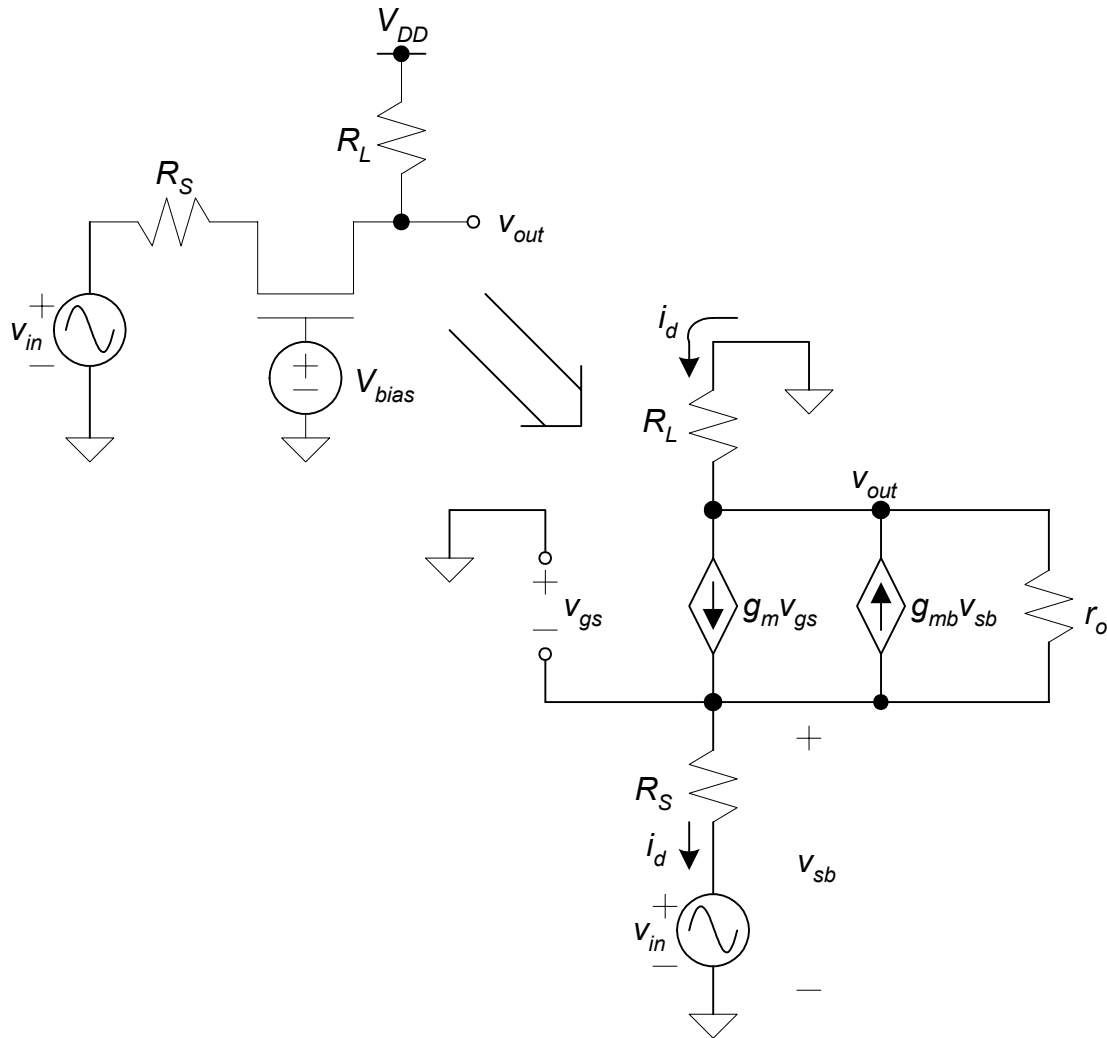 V_DD
R_L
R_S
v_out
+
v_in
−
+
−
V_bias
i_d
R_L
v_out
+
v_gs
−
g_m v_gs
g_mb v_sb
r_o
+
R_S
i_d
v_sb
+
v_in
−
−